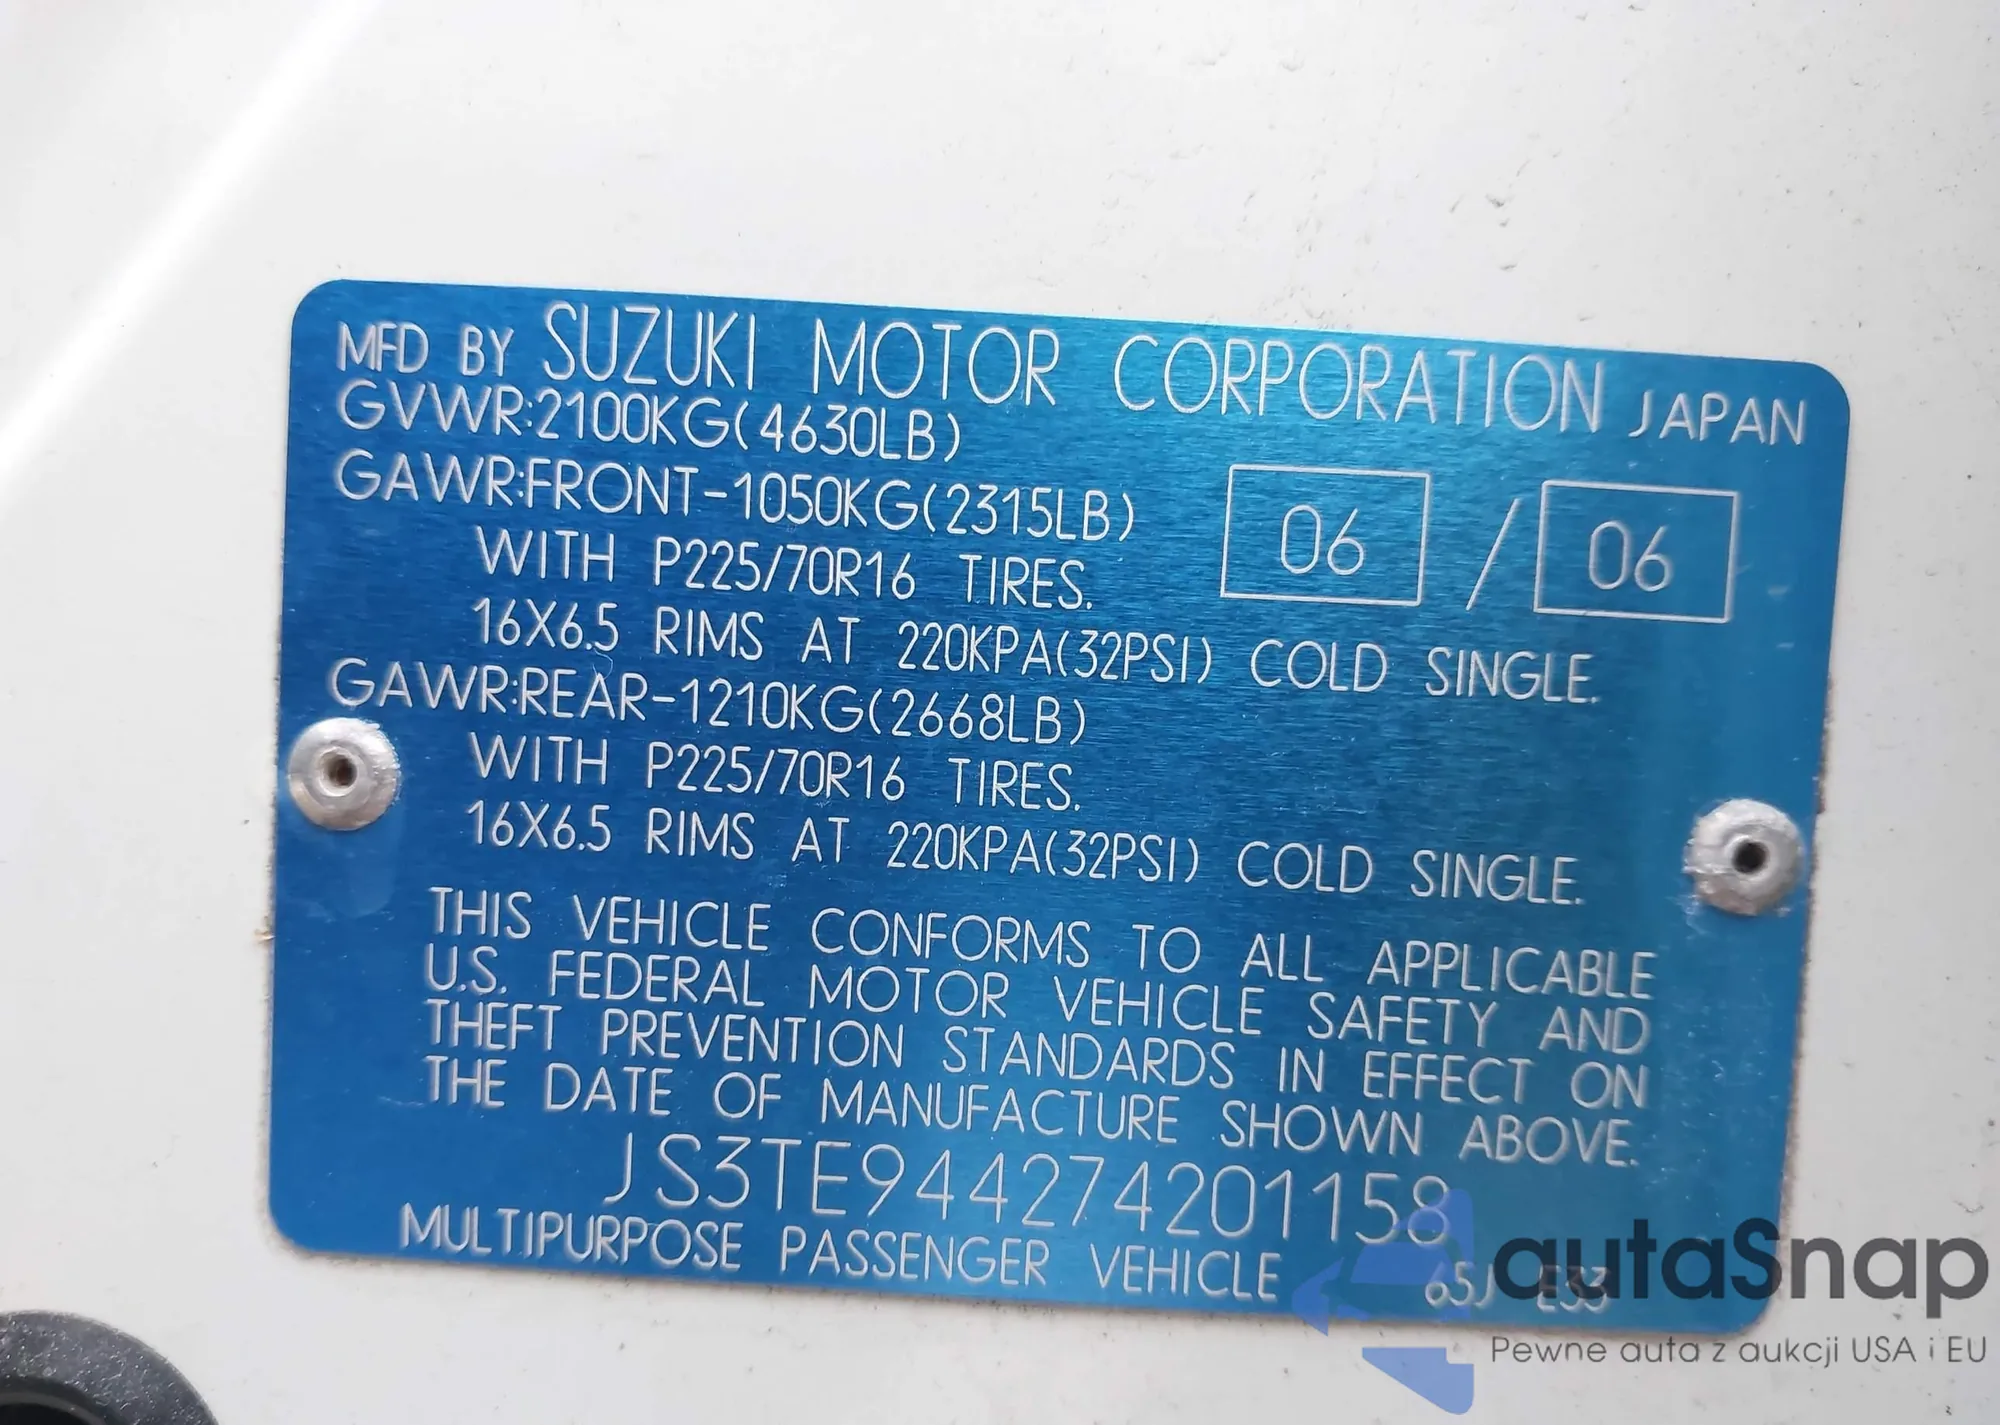 MFD BY SUZUKI MOTOR CORPORATION JAPAN
GVWR:2100KG(4630LB)
GAWR:FRONT-1050KG(2315LB)
06 / 06
WITH P225/70R16 TIRES.
16X6.5 RIMS AT 220KPA(32PSI) COLD SINGLE.
GAWR:REAR-1210KG(2668LB)
WITH P225/70R16 TIRES.
16X6.5 RIMS AT 220KPA(32PSI) COLD SINGLE.
THIS VEHICLE CONFORMS TO ALL APPLICABLE
U.S. FEDERAL MOTOR VEHICLE SAFETY AND
THEFT PREVENTION STANDARDS IN EFFECT ON
THE DATE OF MANUFACTURE SHOWN ABOVE.
JS3TE944274201158
MULTIPURPOSE PASSENGER VEHICLE 65J E33
autaSnap
Pewne auta z aukcji USA i EU